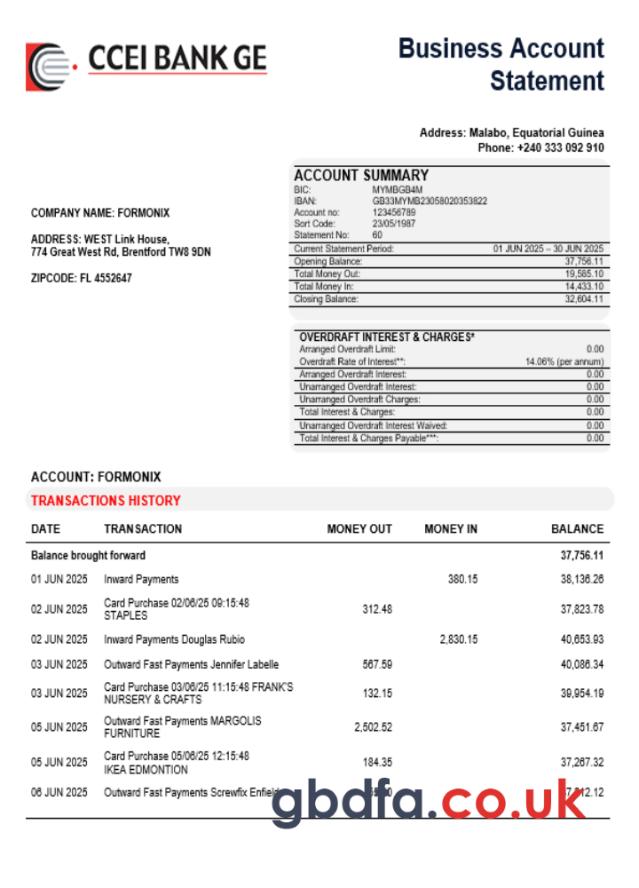 CCEI BANK GE
Business Account
Statement
Address: Malabo, Equatorial Guinea
Phone: +240 333 092 910
COMPANY NAME: FORMONIX
ADDRESS: WEST Link House,
774 Great West Rd, Brentford TW8 9DN
ZIPCODE: FL 4552647
ACCOUNT SUMMARY
BIC: MYMBGB4M
IBAN: GB33MYMB23058020353822
Account no: 123456789
Sort Code: 23/05/1987
Statement No: 60
Current Statement Period: 01 JUN 2025 – 30 JUN 2025
Opening Balance: 37,756.11
Total Money Out: 19,585.10
Total Money In: 14,433.10
Closing Balance: 32,604.11
OVERDRAFT INTEREST & CHARGES*
Arranged Overdraft Limit: 0.00
Overdraft Rate of Interest**: 14.06% (per annum)
Arranged Overdraft Interest: 0.00
Unarranged Overdraft Interest: 0.00
Unarranged Overdraft Charges: 0.00
Total Interest & Charges: 0.00
Unarranged Overdraft Interest Waived: 0.00
Total Interest & Charges Payable***: 0.00
ACCOUNT: FORMONIX
TRANSACTIONS HISTORY
DATE TRANSACTION MONEY OUT MONEY IN BALANCE
Balance brought forward 37,756.11
01 JUN 2025 Inward Payments 380.15 38,136.26
02 JUN 2025 Card Purchase 02/06/25 09:15:48
STAPLES 312.48 37,823.78
02 JUN 2025 Inward Payments Douglas Rubio 2,830.15 40,653.93
03 JUN 2025 Outward Fast Payments Jennifer Labelle 567.59 40,086.34
03 JUN 2025 Card Purchase 03/06/25 11:15:48 FRANK'S
NURSERY & CRAFTS 132.15 39,954.19
05 JUN 2025 Outward Fast Payments MARGOLIS
FURNITURE 2,502.52 37,451.67
05 JUN 2025 Card Purchase 05/06/25 12:15:48
IKEA EDMONTION 184.35 37,267.32
06 JUN 2025 Outward Fast Payments Screwfix
gbdfa.co.uk